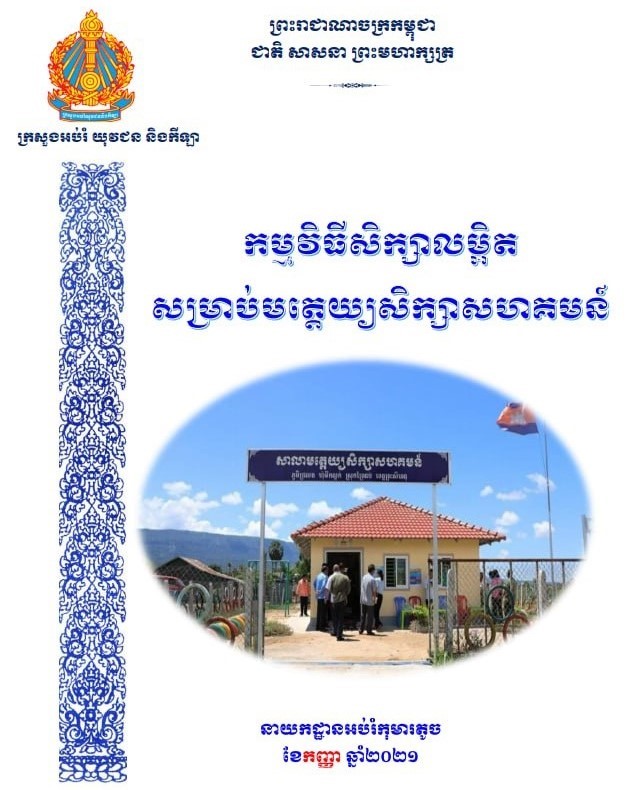 ព្រះរាជាណាចក្រកម្ពុជា
ជាតិ សាសនា ព្រះមហាក្សត្រ
ក្រសួងអប់រំ យុវជន និងកីឡា
កម្មវិធីសិក្សាលម្អិត
សម្រាប់មត្តេយ្យសិក្សាសហគមន៍
សាលាមត្តេយ្យសិក្សាសហគមន៍
នាយកដ្ឋានអប់រំកុមារតូច
ខែកញ្ញា ឆ្នាំ២០២១